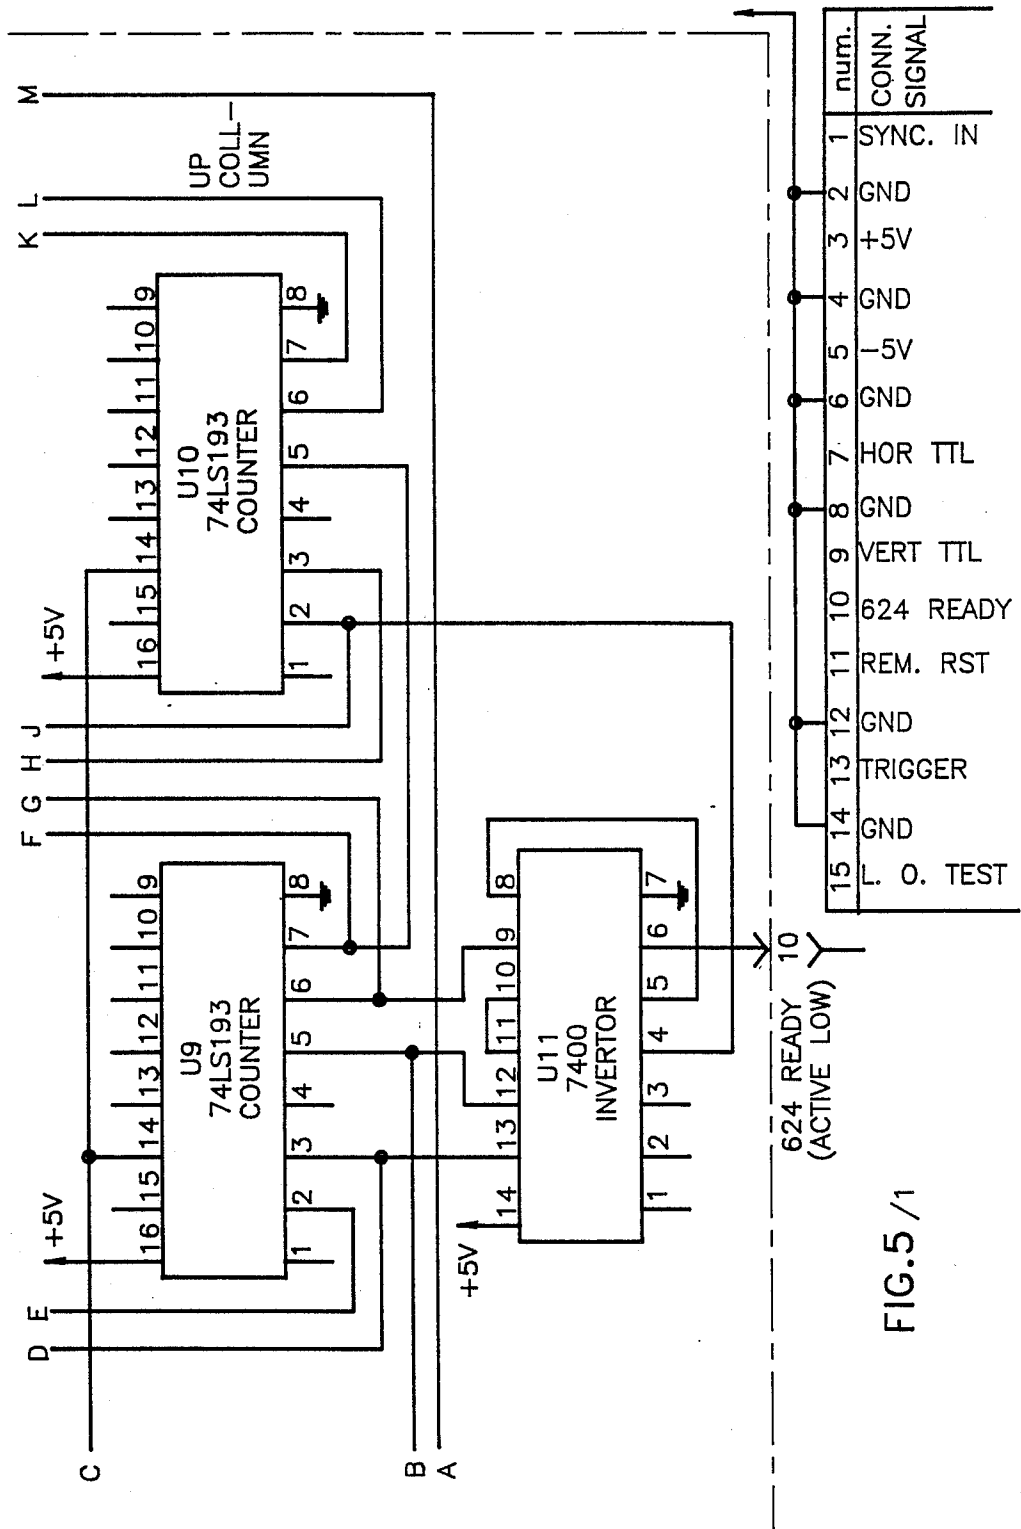 C
B
A
D
E
F
G
H
J
K
L
M
+5V
16 15 14 13 12 11 10 9
U9
74LS193
COUNTER
1 2 3 4 5 6 7 8
+5V
16 15 14 13 12 11 10 9
U10
74LS193
COUNTER
1 2 3 4 5 6 7 8
UP
COLL-
UMN
+5V
14 13 12 11 10 9 8
U11
7400
INVERTOR
1 2 3 4 5 6 7
624 READY
(ACTIVE LOW)
10
num. CONN.
SIGNAL
1 SYNC. IN
2 GND
3 +5V
4 GND
5 -5V
6 GND
7 HOR TTL
8 GND
9 VERT TTL
10 624 READY
11 REM. RST
12 GND
13 TRIGGER
14 GND
15 L. O. TEST
FIG.5/1